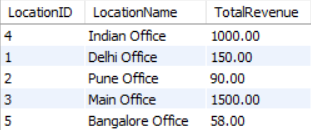 LocationID LocationName TotalRevenue
4 Indian Office 1000.00
1 Delhi Office 150.00
2 Pune Office 90.00
3 Main Office 1500.00
5 Bangalore Office 58.00